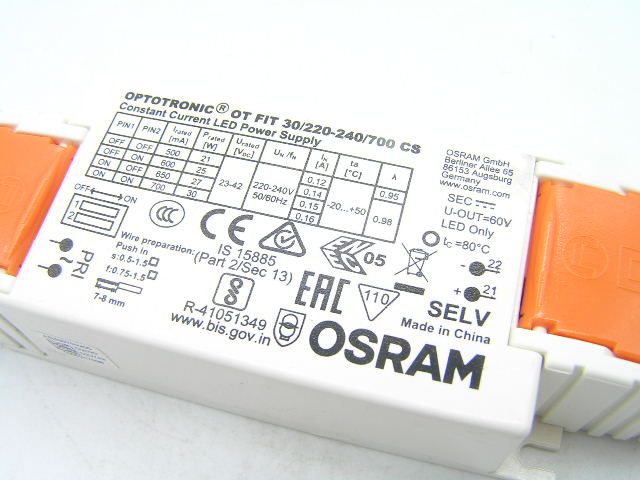 OPTOTRONIC® OT FIT 30/220-240/700 CS
Constant Current LED Power Supply
PIN1 PIN2 Irated [mA] Prated [W] Urated [VDC] UN /fN IN [A] ta [°C] λ
OFF OFF 500 21 23-42 220-240V 50/60Hz 0.12 -20...+50 0.95
OFF ON 600 25 0.14
ON OFF 650 27 0.15 0.98
ON ON 700 30 0.16
OSRAM GmbH
Berliner Allee 65
86153 Augsburg
Germany
www.osram.com
SEC
U-OUT=60V
LED Only
tc =80°C
- 22
+ 21
SELV
Made in China
OFF ON
1
2
PRI
~
Wire preparation:
Push in
s:0.5-1.5
f:0.75-1.5
7-8 mm
CCC
CE
IS 15885
(Part 2/Sec 13)
R-41051349
www.bis.gov.in
ENEC 05
EAC
110
OSRAM